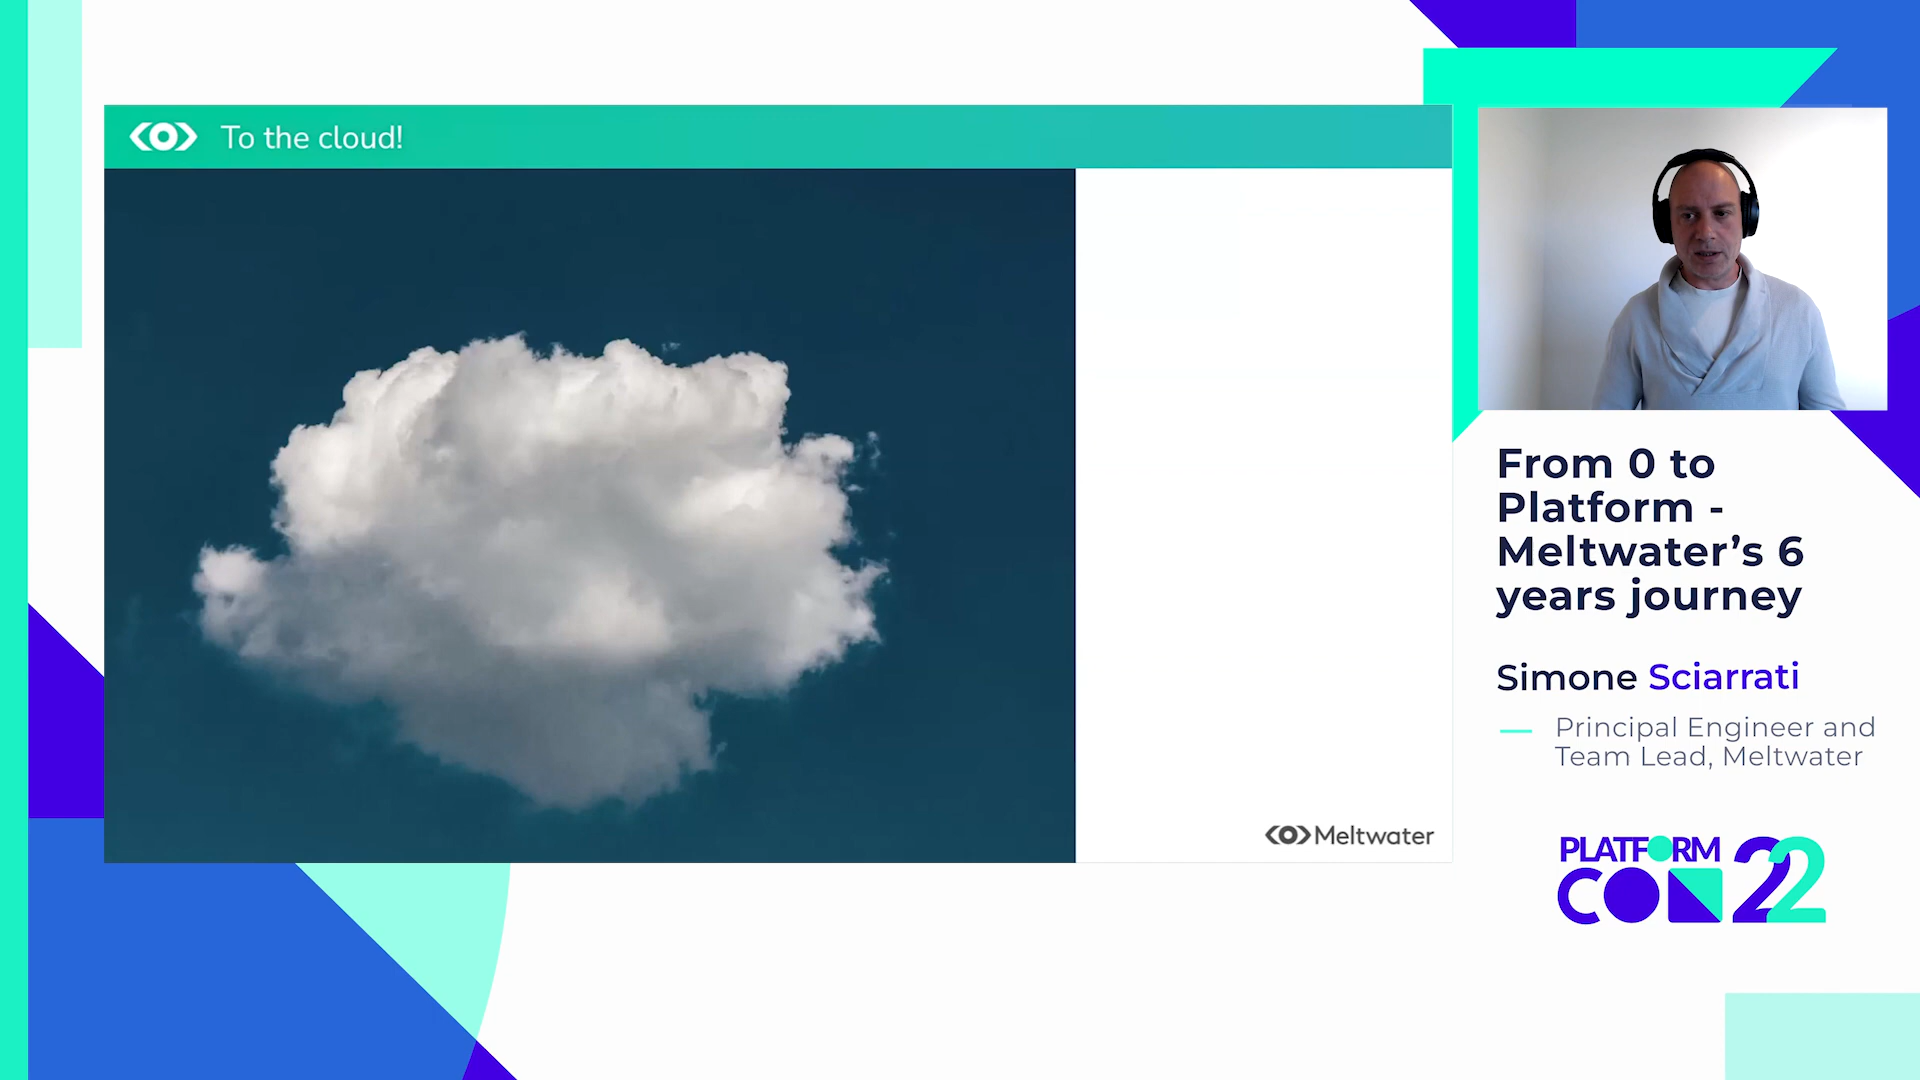 To the cloud!
Meltwater
From 0 to
Platform -
Meltwater’s 6
years journey
Simone Sciarrati
Principal Engineer and
Team Lead, Meltwater
PLATFORM
CON 22